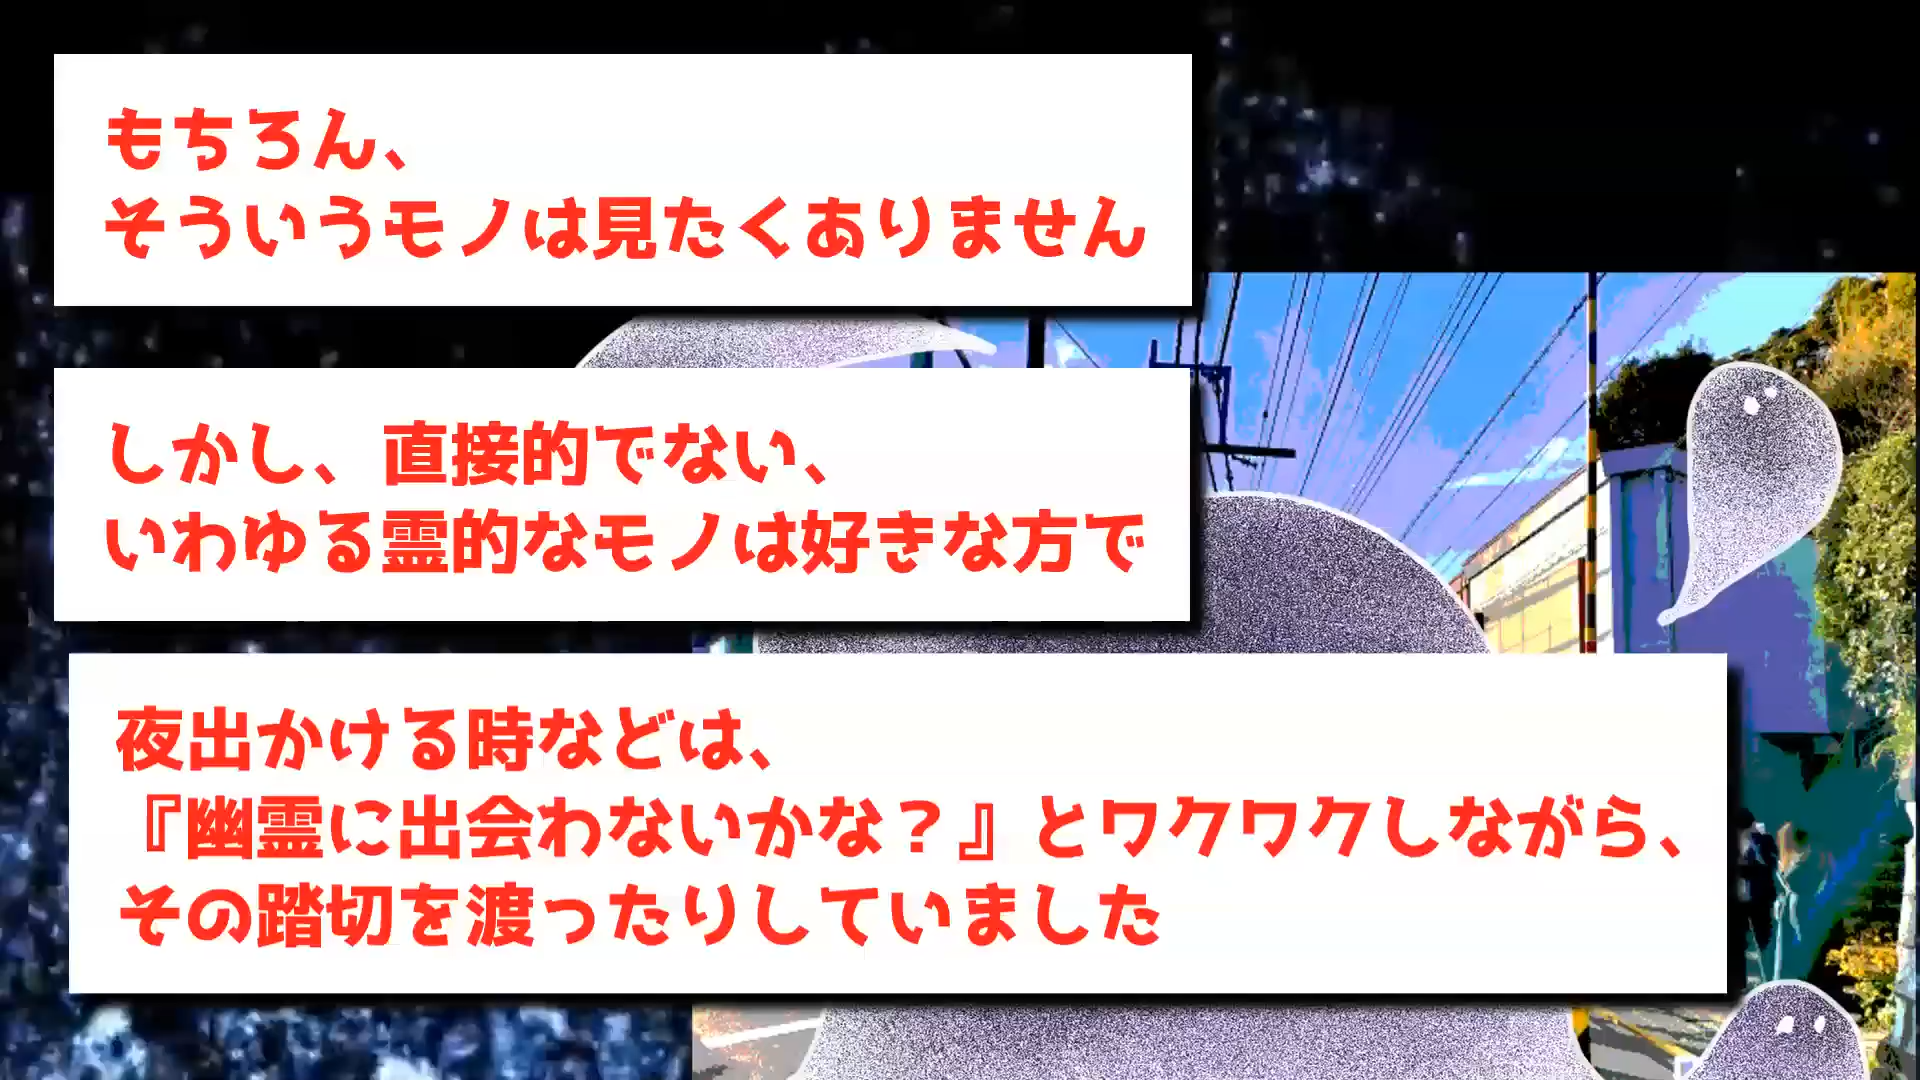 もちろん、
そういうモノは見たくありません
しかし、直接的でない、
いわゆる霊的なモノは好きな方で
夜出かける時などは、
『幽霊に出会わないかな？』とワクワクしながら、
その踏切を渡ったりしていました